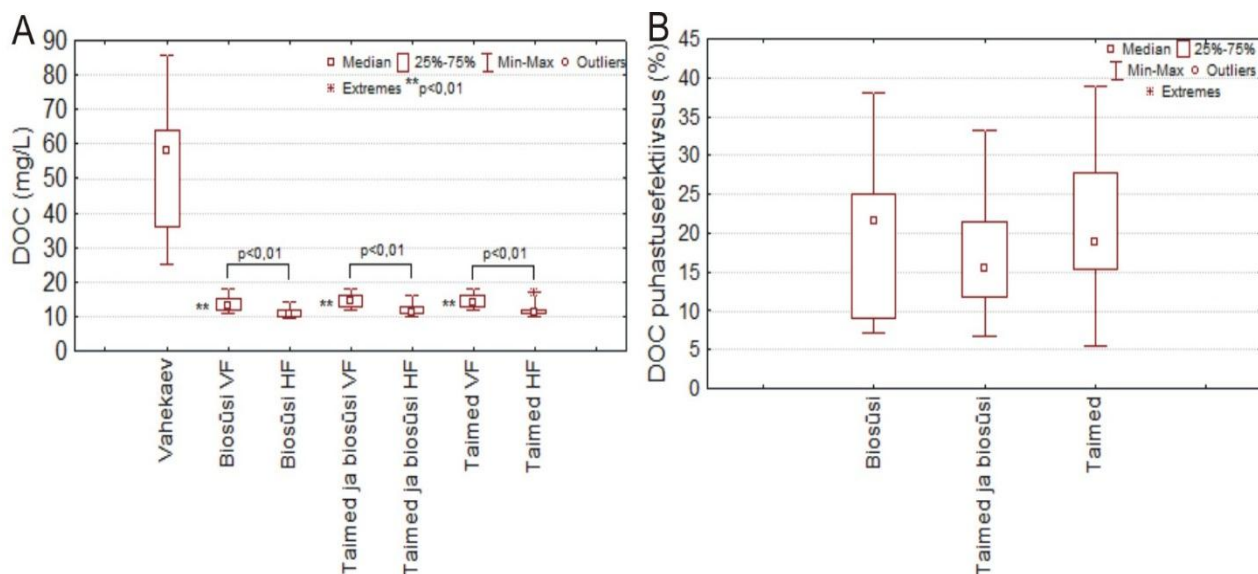 A
DOC (mg/L)
90
80
70
60
50
40
30
20
10
0
Median 25%-75% Min-Max Outliers
Extremes **p<0,01
p<0,01
p<0,01
p<0,01
**
**
**
Vahekaev
Biosüsi VF
Biosüsi HF
Taimed ja biosüsi VF
Taimed ja biosüsi HF
Taimed VF
Taimed HF
B
DOC puhastusefektiivsus (%)
45
40
35
30
25
20
15
10
5
0
Median 25%-75%
Min-Max Outliers
Extremes
Biosüsi
Taimed ja biosüsi
Taimed